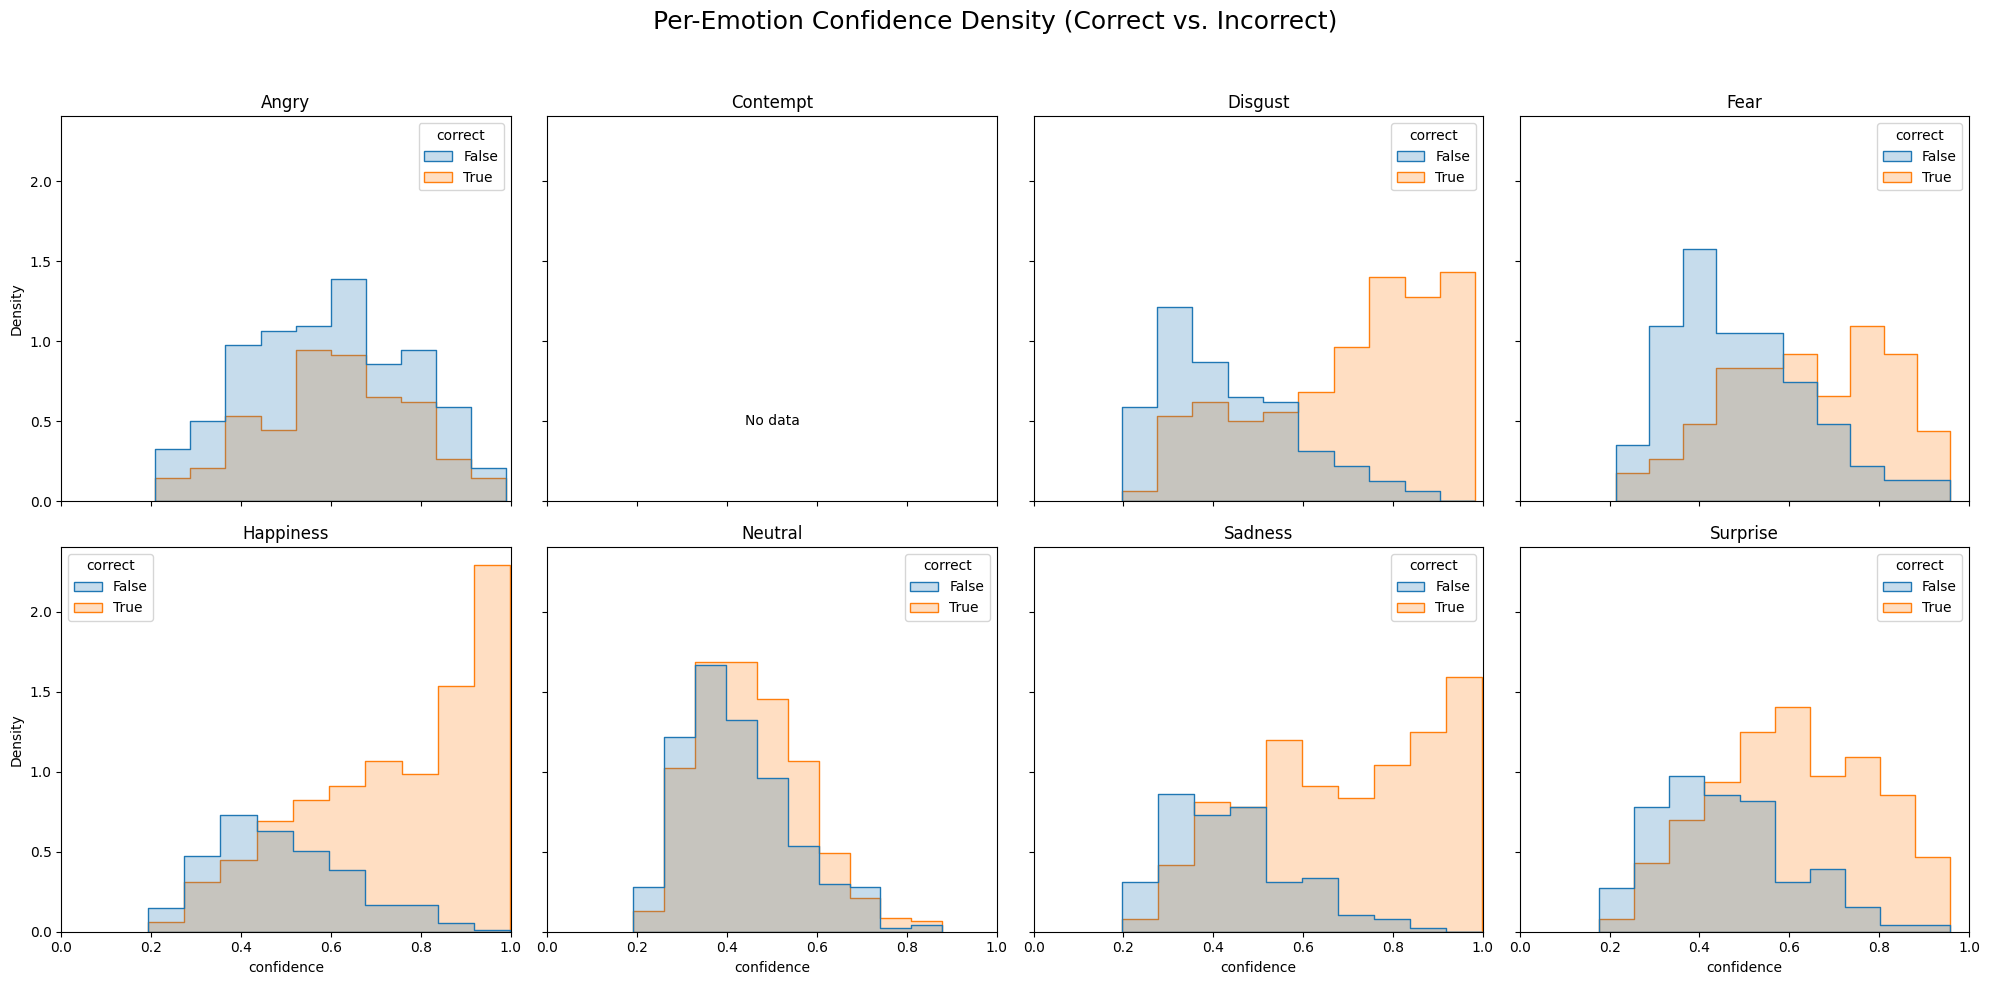 Per-Emotion Confidence Density (Correct vs. Incorrect)
Angry
Contempt
Disgust
Fear
correct
False
True
correct
False
True
correct
False
True
2.0
1.5
1.0
0.5
0.0
Density
No data
Happiness
Neutral
Sadness
Surprise
correct
False
True
correct
False
True
correct
False
True
correct
False
True
2.0
1.5
1.0
0.5
0.0
Density
0.0 0.2 0.4 0.6 0.8 1.0
0.0 0.2 0.4 0.6 0.8 1.0
0.0 0.2 0.4 0.6 0.8 1.0
0.0 0.2 0.4 0.6 0.8 1.0
confidence
confidence
confidence
confidence